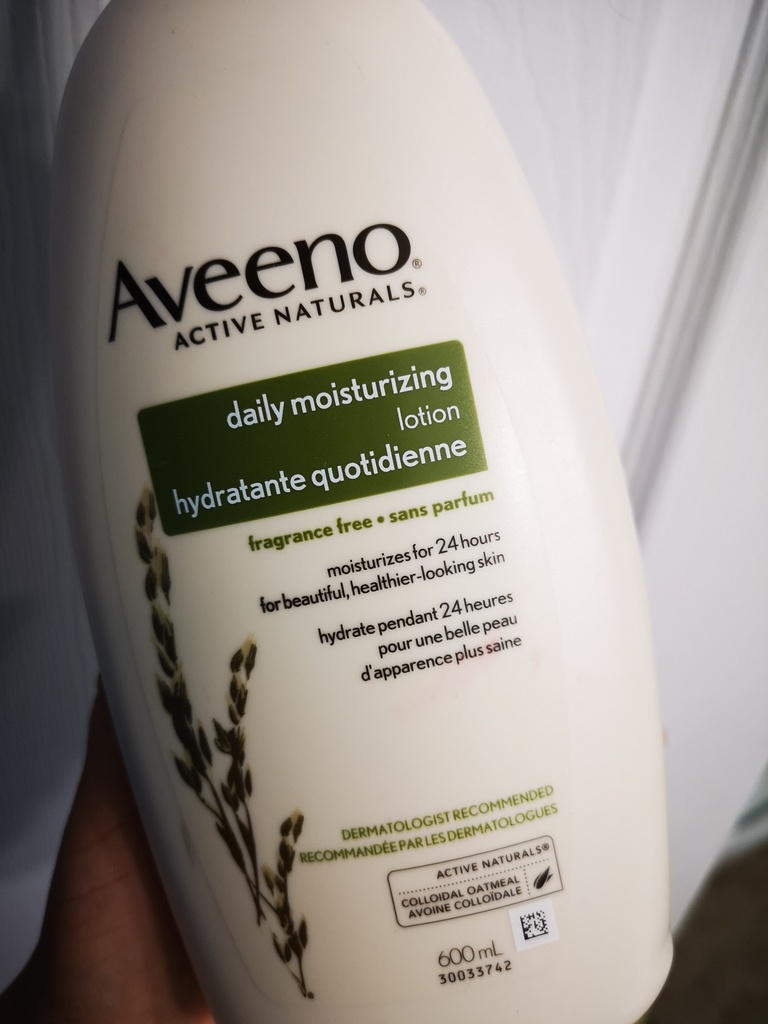 Aveeno®
ACTIVE NATURALS®
daily moisturizing
lotion
hydratante quotidienne
fragrance free • sans parfum
moisturizes for 24 hours
for beautiful, healthier-looking skin
hydrate pendant 24 heures
pour une belle peau
d'apparence plus saine
DERMATOLOGIST RECOMMENDED
RECOMMANDÉE PAR LES DERMATOLOGUES
ACTIVE NATURALS®
COLLOIDAL OATMEAL
AVOINE COLLOÏDALE
600 mL
30033742